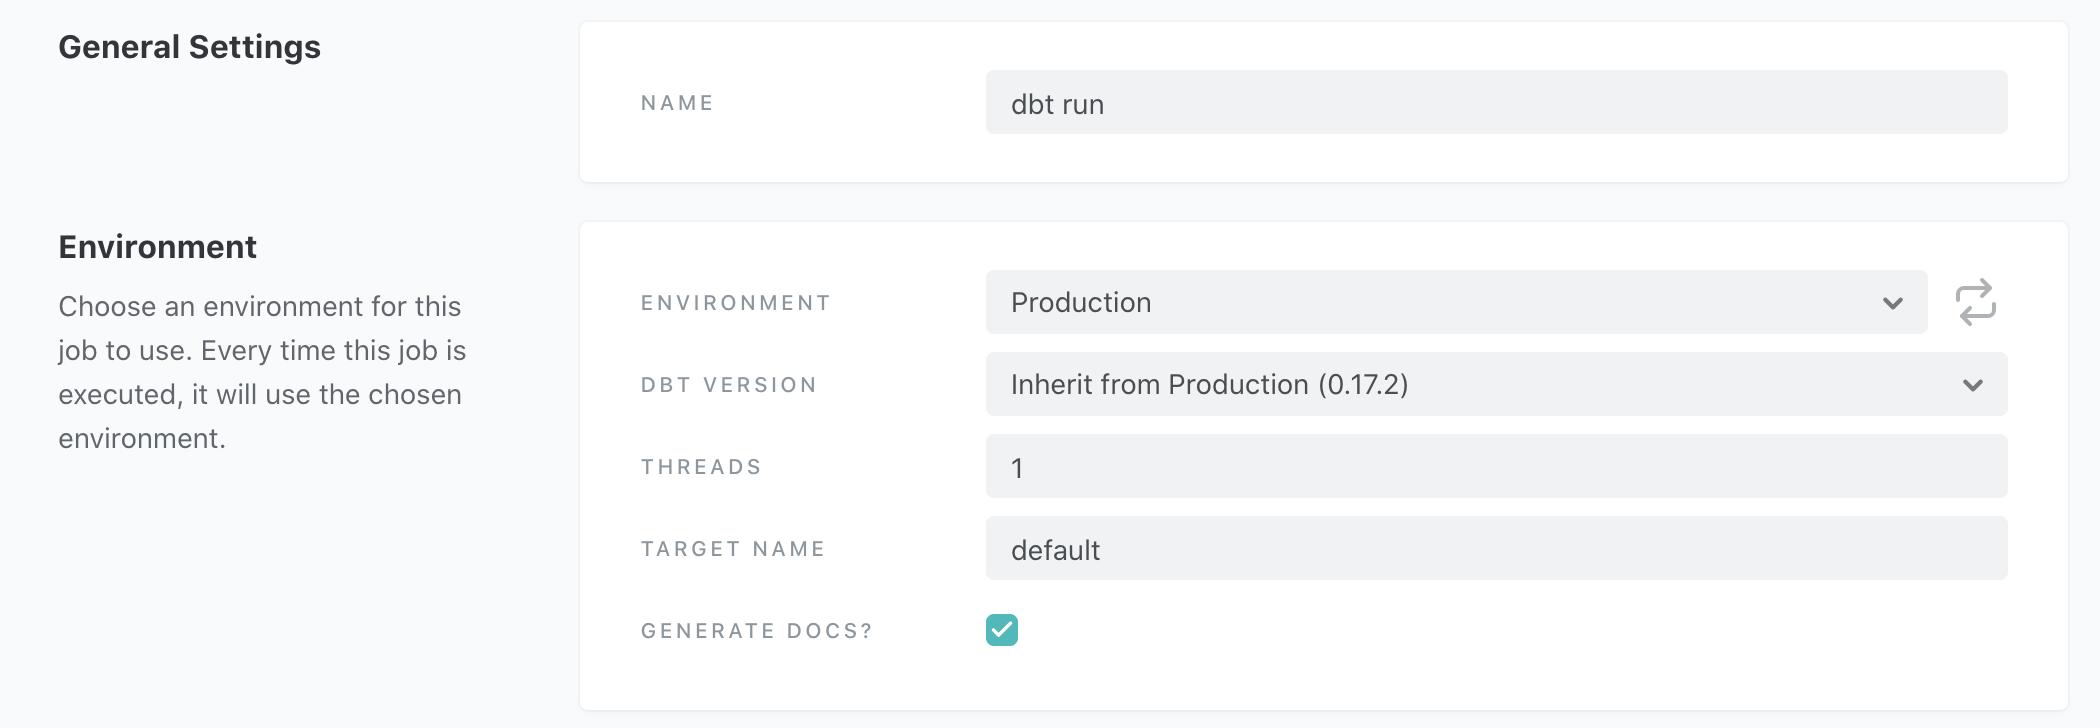 General Settings
NAME
dbt run
Environment
Choose an environment for this
job to use. Every time this job is
executed, it will use the chosen
environment.
ENVIRONMENT
Production
DBT VERSION
Inherit from Production (0.17.2)
THREADS
1
TARGET NAME
default
GENERATE DOCS?